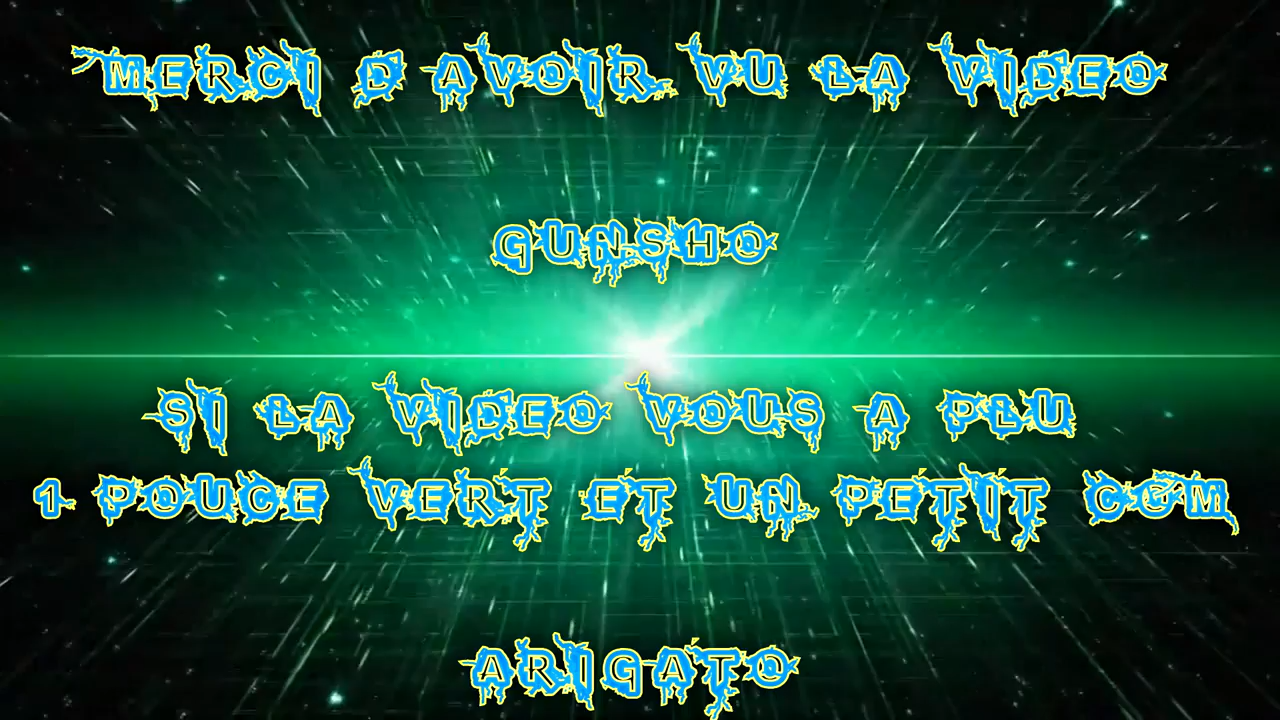 MERCI D AVOIR VU LA VIDEO
GUNSHO
SI LA VIDEO VOUS A PLU
1 POUCE VERT ET UN PETIT COM
ARIGATO